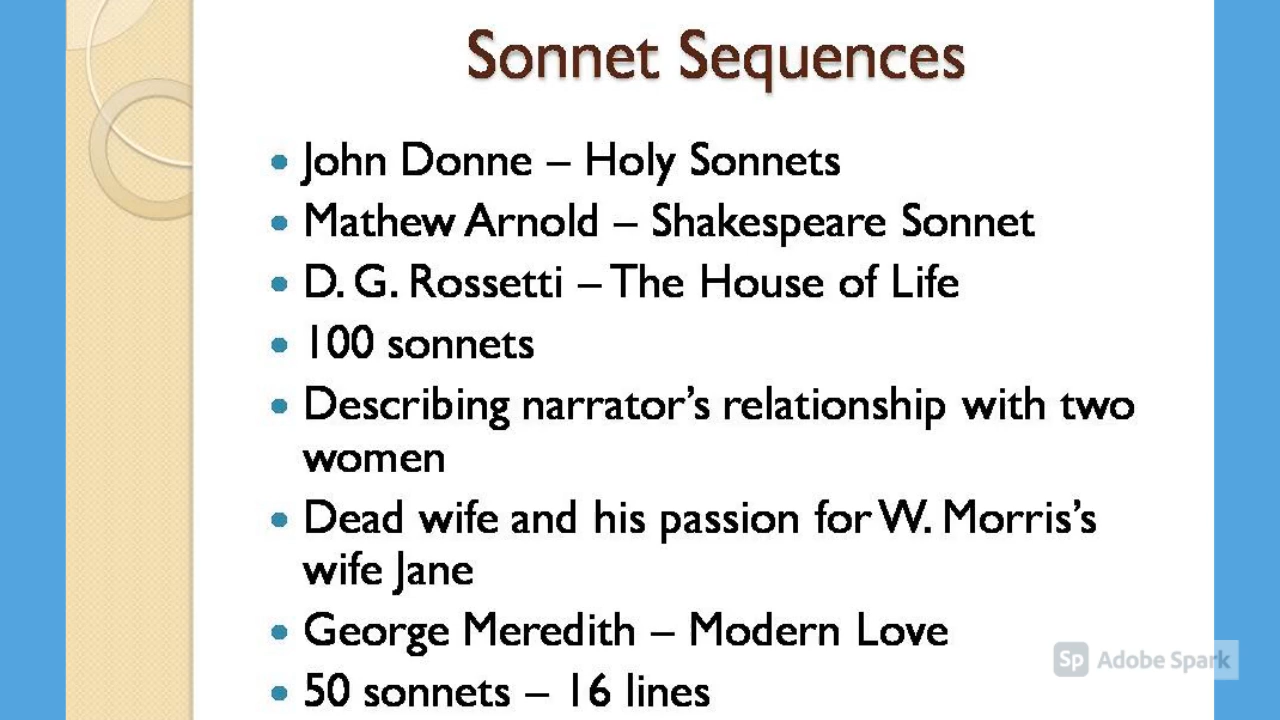 Sonnet Sequences
John Donne – Holy Sonnets
Mathew Arnold – Shakespeare Sonnet
D. G. Rossetti – The House of Life
100 sonnets
Describing narrator's relationship with two
women
Dead wife and his passion for W. Morris's
wife Jane
George Meredith – Modern Love
50 sonnets – 16 lines
Sp Adobe Spark